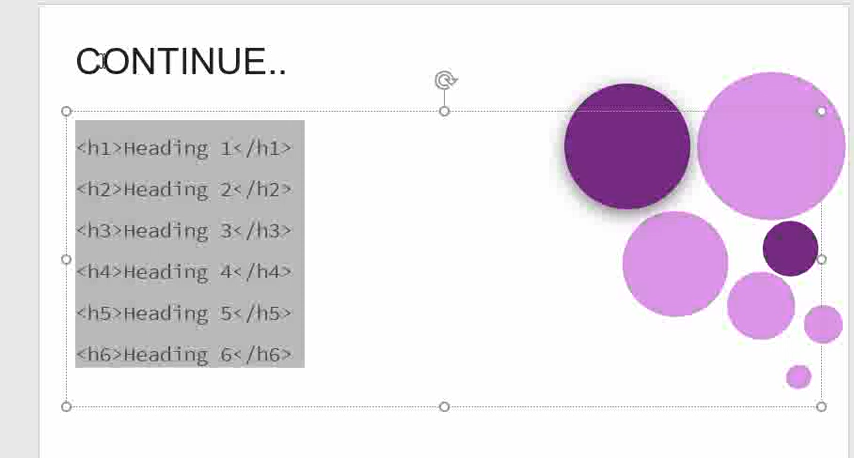 CONTINUE..
<h1>Heading 1</h1>
<h2>Heading 2</h2>
<h3>Heading 3</h3>
<h4>Heading 4</h4>
<h5>Heading 5</h5>
<h6>Heading 6</h6>